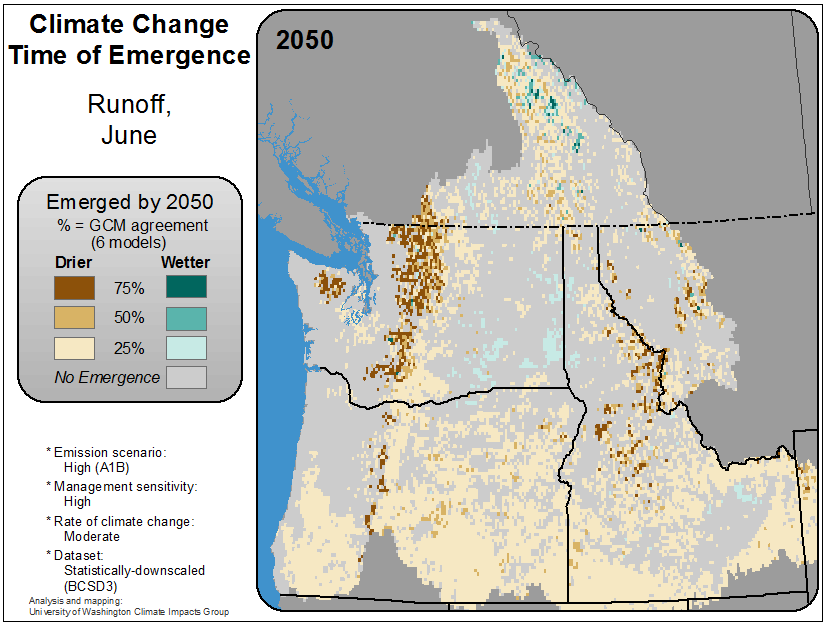 Climate Change
Time of Emergence
Runoff,
June
Emerged by 2050
% = GCM agreement
(6 models)
Drier Wetter
75%
50%
25%
No Emergence
* Emission scenario:
High (A1B)
* Management sensitivity:
High
* Rate of climate change:
Moderate
* Dataset:
Statistically-downscaled
(BCSD3)
Analysis and mapping:
University of Washington Climate Impacts Group
2050